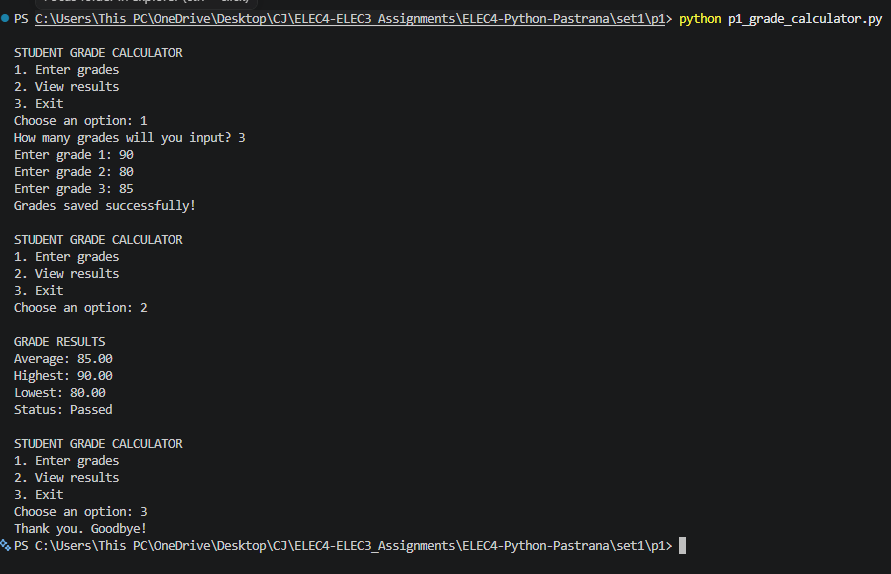 PS C:\Users\This PC\OneDrive\Desktop\CJ\ELEC4-ELEC3_Assignments\ELEC4-Python-Pastrana\set1\p1> python p1_grade_calculator.py
STUDENT GRADE CALCULATOR
1. Enter grades
2. View results
3. Exit
Choose an option: 1
How many grades will you input? 3
Enter grade 1: 90
Enter grade 2: 80
Enter grade 3: 85
Grades saved successfully!
STUDENT GRADE CALCULATOR
1. Enter grades
2. View results
3. Exit
Choose an option: 2
GRADE RESULTS
Average: 85.00
Highest: 90.00
Lowest: 80.00
Status: Passed
STUDENT GRADE CALCULATOR
1. Enter grades
2. View results
3. Exit
Choose an option: 3
Thank you. Goodbye!
PS C:\Users\This PC\OneDrive\Desktop\CJ\ELEC4-ELEC3_Assignments\ELEC4-Python-Pastrana\set1\p1>